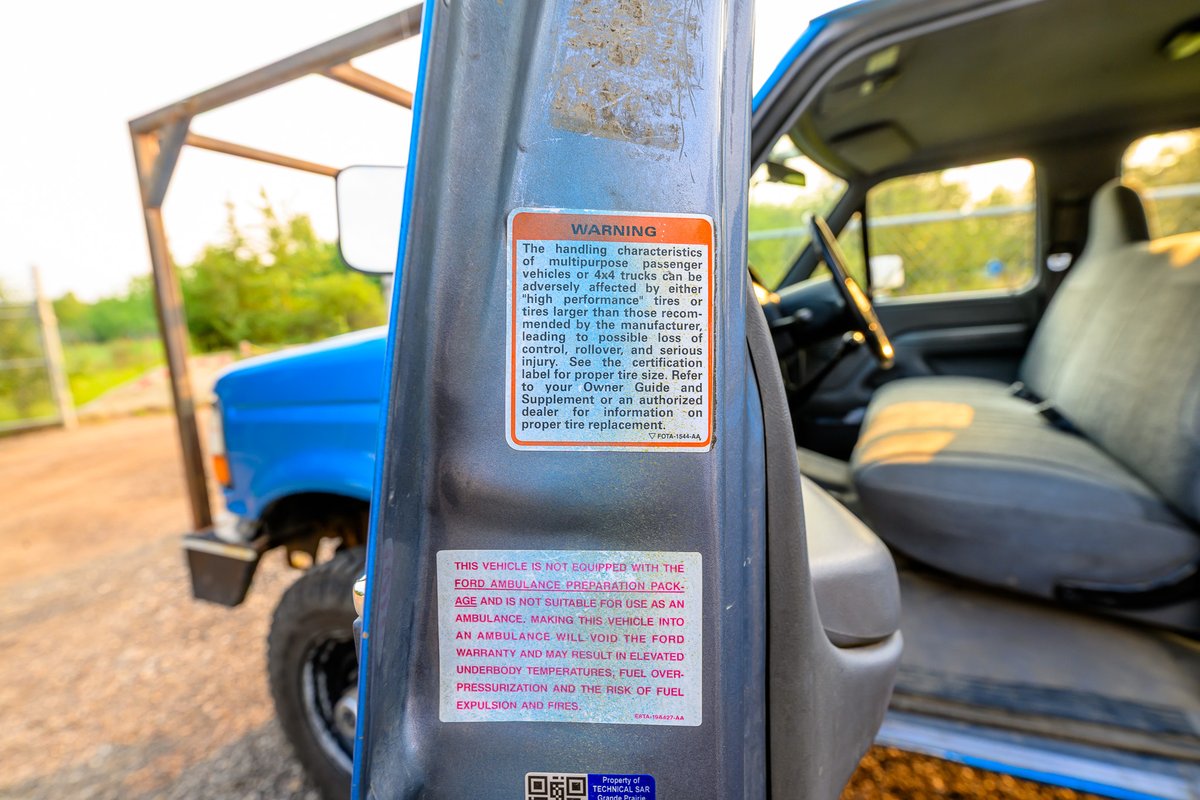 WARNING
The handling characteristics
of multipurpose passenger
vehicles or 4x4 trucks can be
adversely affected by either
"high performance" tires or
tires larger than those recom-
mended by the manufacturer,
leading to possible loss of
control, rollover, and serious
injury. See the certification
label for proper tire size. Refer
to your Owner Guide and
Supplement or an authorized
dealer for information on
proper tire replacement.
FOTA-1544-AA
THIS VEHICLE IS NOT EQUIPPED WITH THE
FORD AMBULANCE PREPARATION PACK-
AGE AND IS NOT SUITABLE FOR USE AS AN
AMBULANCE. MAKING THIS VEHICLE INTO
AN AMBULANCE WILL VOID THE FORD
WARRANTY AND MAY RESULT IN ELEVATED
UNDERBODY TEMPERATURES, FUEL OVER-
PRESSURIZATION AND THE RISK OF FUEL
EXPULSION AND FIRES.
Property of
TECHNICAL SAR
Grande Prairie